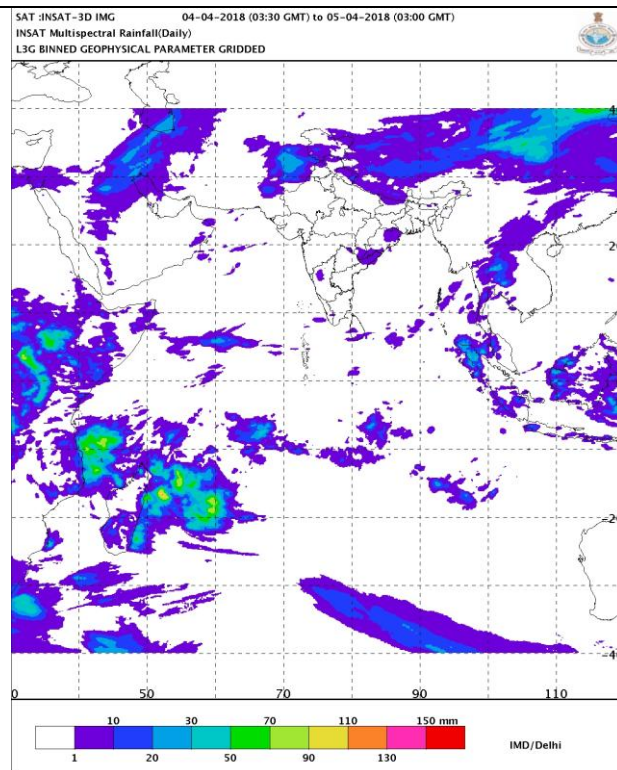 SAT :INSAT-3D IMG 04-04-2018 (03:30 GMT) to 05-04-2018 (03:00 GMT)
INSAT Multispectral Rainfall(Daily)
L3G BINNED GEOPHYSICAL PARAMETER GRIDDED
50 70 90 110
10 30 70 110 150 mm
1 20 50 90 130
IMD/Delhi